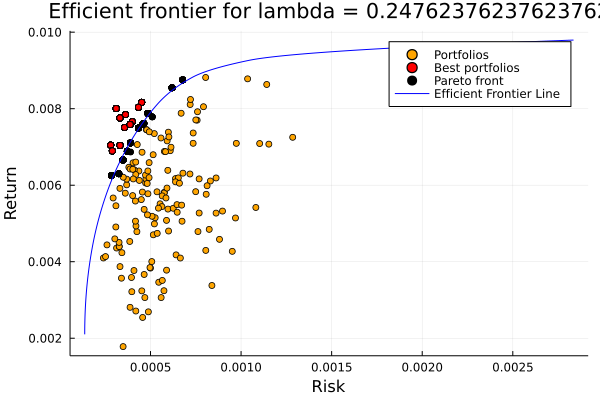 Efficient frontier for lambda = 0.2476237623762376
0.010
0.008
0.006
0.004
0.002
Return
Portfolios
Best portfolios
Pareto front
Efficient Frontier Line
0.0005 0.0010 0.0015 0.0020 0.0025
Risk